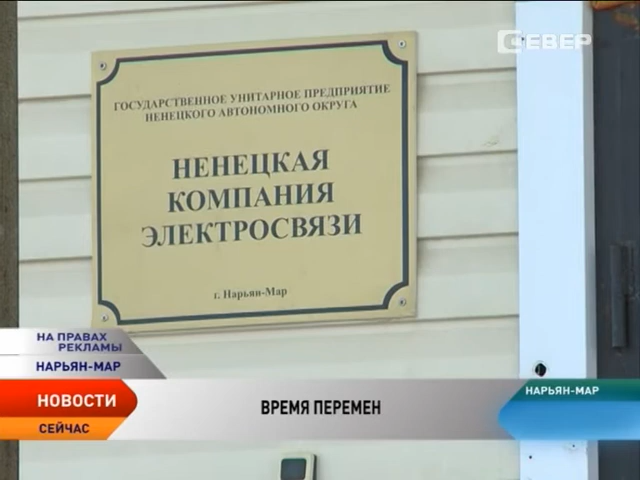 СЕВЕР
ГОСУДАРСТВЕННОЕ УНИТАРНОЕ ПРЕДПРИЯТИЕ
НЕНЕЦКОГО АВТОНОМНОГО ОКРУГА
НЕНЕЦКАЯ
КОМПАНИЯ
ЭЛЕКТРОСВЯЗИ
г. Нарьян-Мар
НА ПРАВАХ
РЕКЛАМЫ
НАРЬЯН-МАР
НОВОСТИ
СЕЙЧАС
ВРЕМЯ ПЕРЕМЕН
НАРЬЯН-МАР